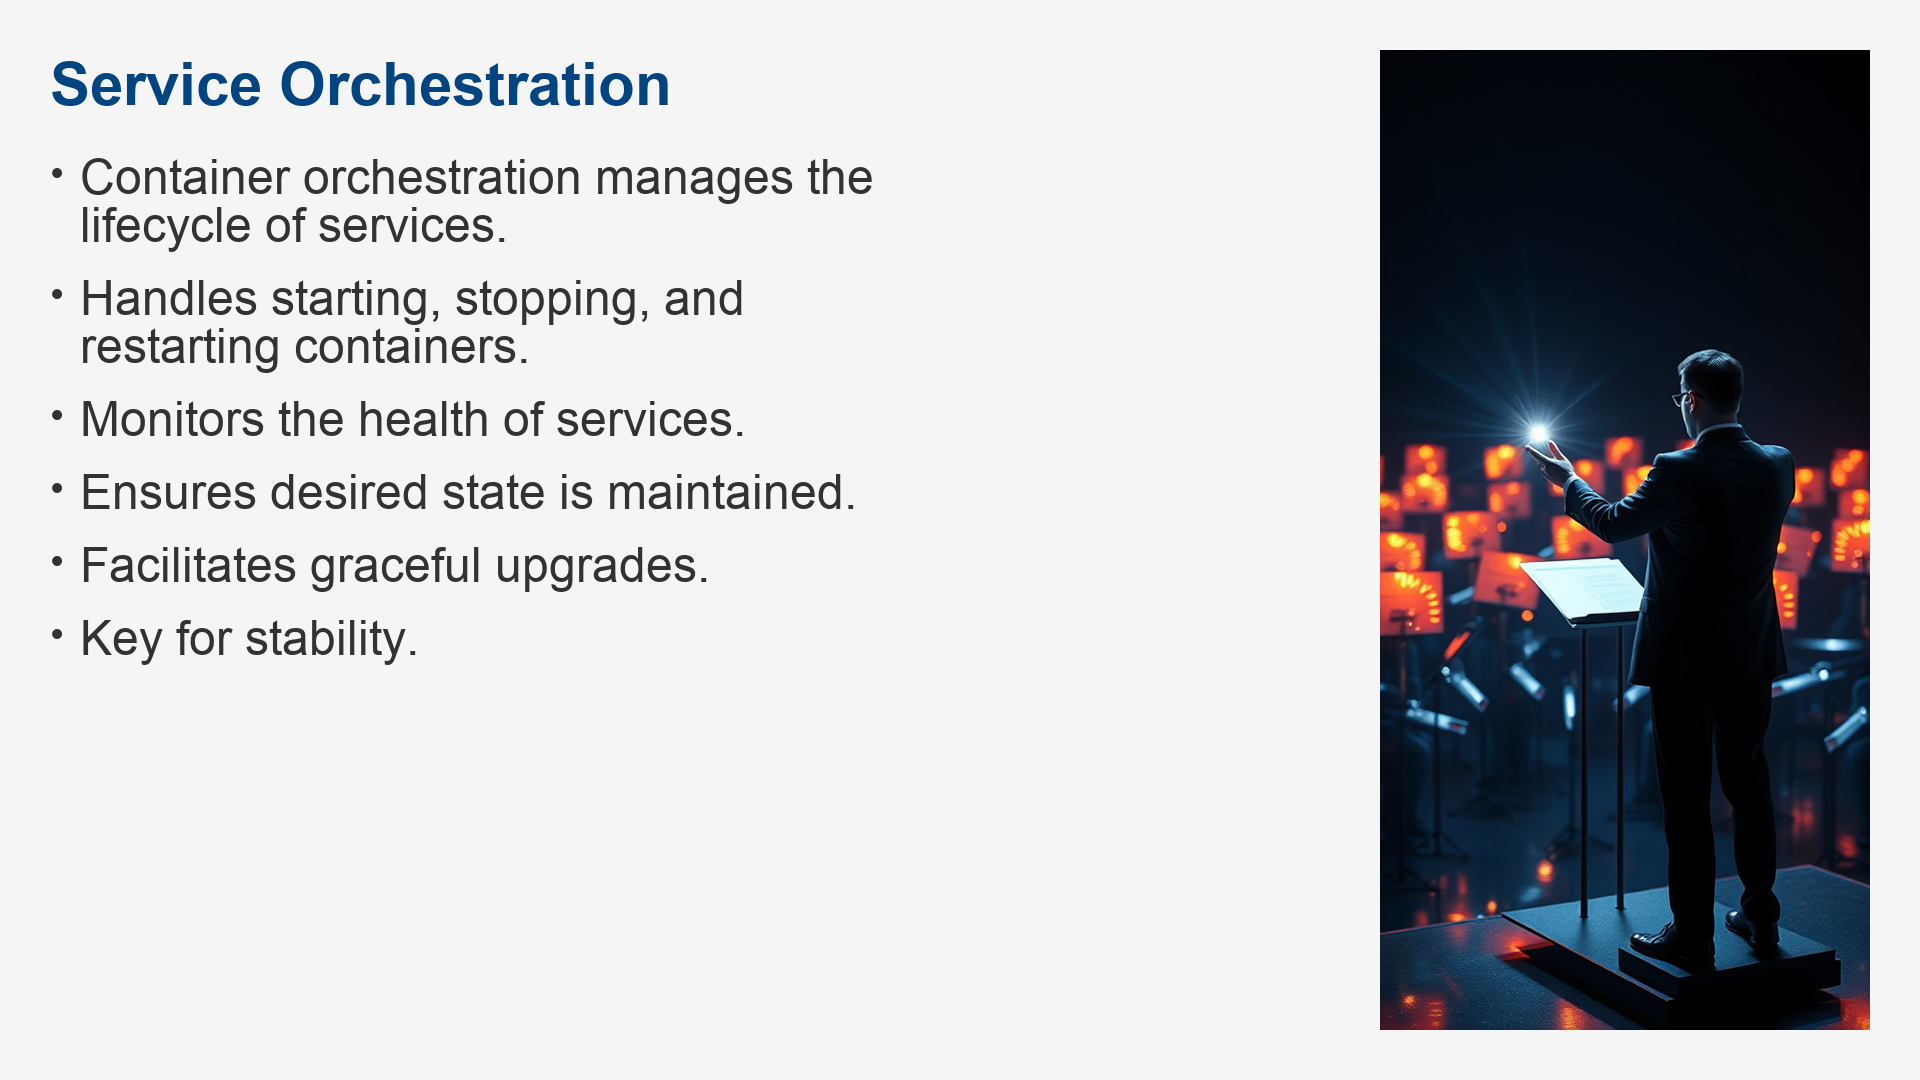 Service Orchestration
• Container orchestration manages the
lifecycle of services.
• Handles starting, stopping, and
restarting containers.
• Monitors the health of services.
• Ensures desired state is maintained.
• Facilitates graceful upgrades.
• Key for stability.